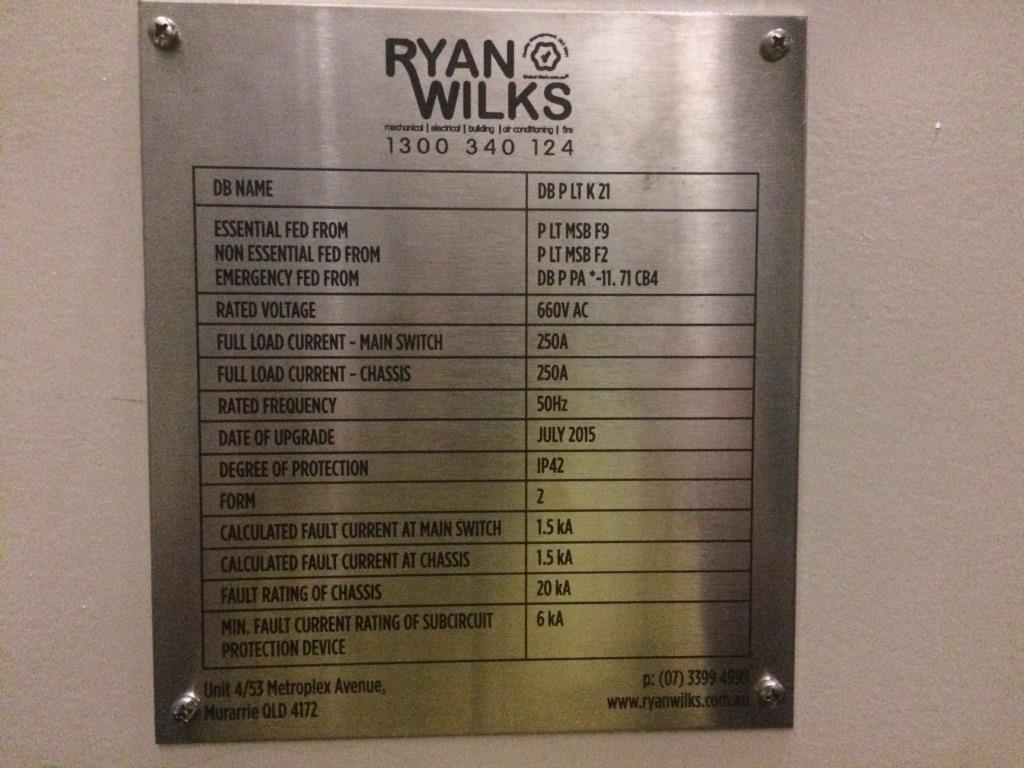 RYAN
WILKS
mechanical | electrical | building | air conditioning | fire
1300 340 124
DB NAME DB P LT K 21
ESSENTIAL FED FROM P LT MSB F9
NON ESSENTIAL FED FROM P LT MSB F2
EMERGENCY FED FROM DB P PA *-11. 71 CB4
RATED VOLTAGE 660V AC
FULL LOAD CURRENT - MAIN SWITCH 250A
FULL LOAD CURRENT - CHASSIS 250A
RATED FREQUENCY 50Hz
DATE OF UPGRADE JULY 2015
DEGREE OF PROTECTION IP42
FORM 2
CALCULATED FAULT CURRENT AT MAIN SWITCH 1.5 kA
CALCULATED FAULT CURRENT AT CHASSIS 1.5 kA
FAULT RATING OF CHASSIS 20 kA
MIN. FAULT CURRENT RATING OF SUBCIRCUIT 6 kA
PROTECTION DEVICE
Unit 4/53 Metroplex Avenue,
Murarrie QLD 4172
p: (07) 3399 4999
www.ryanwilks.com.au